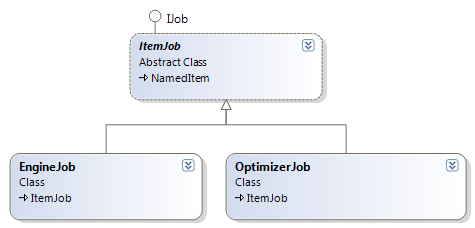 IJob
ItemJob
Abstract Class
→ NamedItem
EngineJob
Class
→ ItemJob
OptimizerJob
Class
→ ItemJob